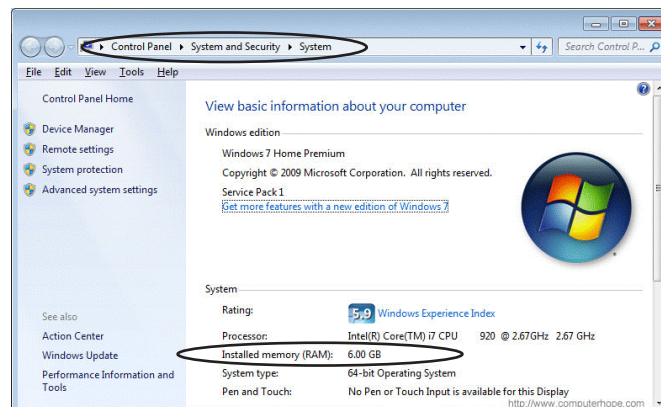 Control Panel ▸ System and Security ▸ System
Search Control P...
File Edit View Tools Help
Control Panel Home
Device Manager
Remote settings
System protection
Advanced system settings
See also
Action Center
Windows Update
Performance Information and
Tools
View basic information about your computer
Windows edition
Windows 7 Home Premium
Copyright © 2009 Microsoft Corporation. All rights reserved.
Service Pack 1
Get more features with a new edition of Windows 7
System
Rating: 5.9 Windows Experience Index
Processor: Intel(R) Core(TM) i7 CPU 920 @ 2.67GHz 2.67 GHz
Installed memory (RAM): 6.00 GB
System type: 64-bit Operating System
Pen and Touch: No Pen or Touch Input is available for this Display
http://www.computerhope.com